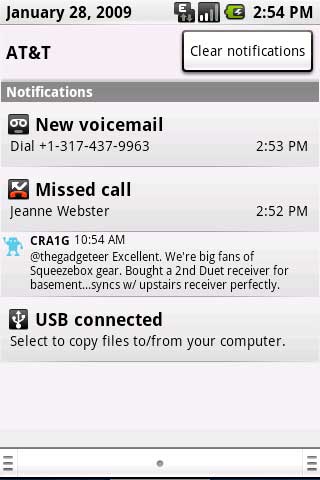 January 28, 2009 E 2:54 PM
AT&T Clear notifications
Notifications
New voicemail
Dial +1-317-437-9963 2:53 PM
Missed call
Jeanne Webster 2:52 PM
CRA1G 10:54 AM
@thegadgeteer Excellent. We're big fans of
Squeezebox gear. Bought a 2nd Duet receiver for
basement...syncs w/ upstairs receiver perfectly.
USB connected
Select to copy files to/from your computer.